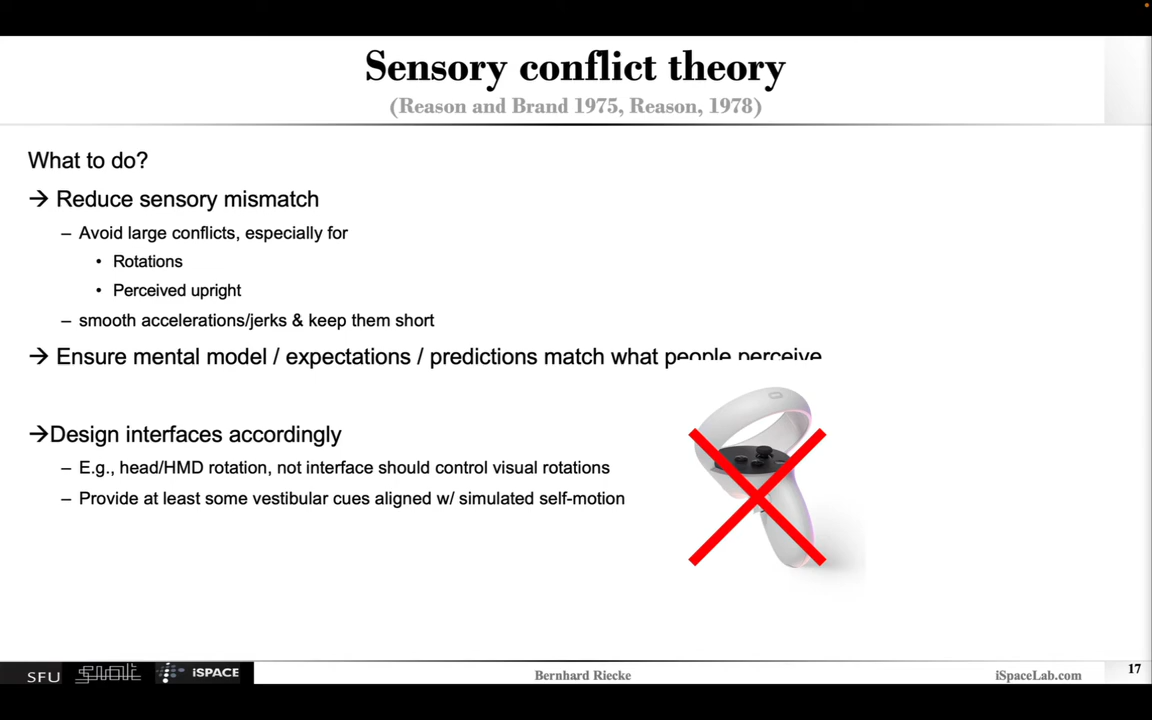 Sensory conflict theory
(Reason and Brand 1975, Reason, 1978)
What to do?
→ Reduce sensory mismatch
– Avoid large conflicts, especially for
• Rotations
• Perceived upright
– smooth accelerations/jerks & keep them short
→ Ensure mental model / expectations / predictions match what people perceive
→Design interfaces accordingly
– E.g., head/HMD rotation, not interface should control visual rotations
– Provide at least some vestibular cues aligned w/ simulated self-motion
SFU iSPACE Bernhard Riecke iSpaceLab.com 17